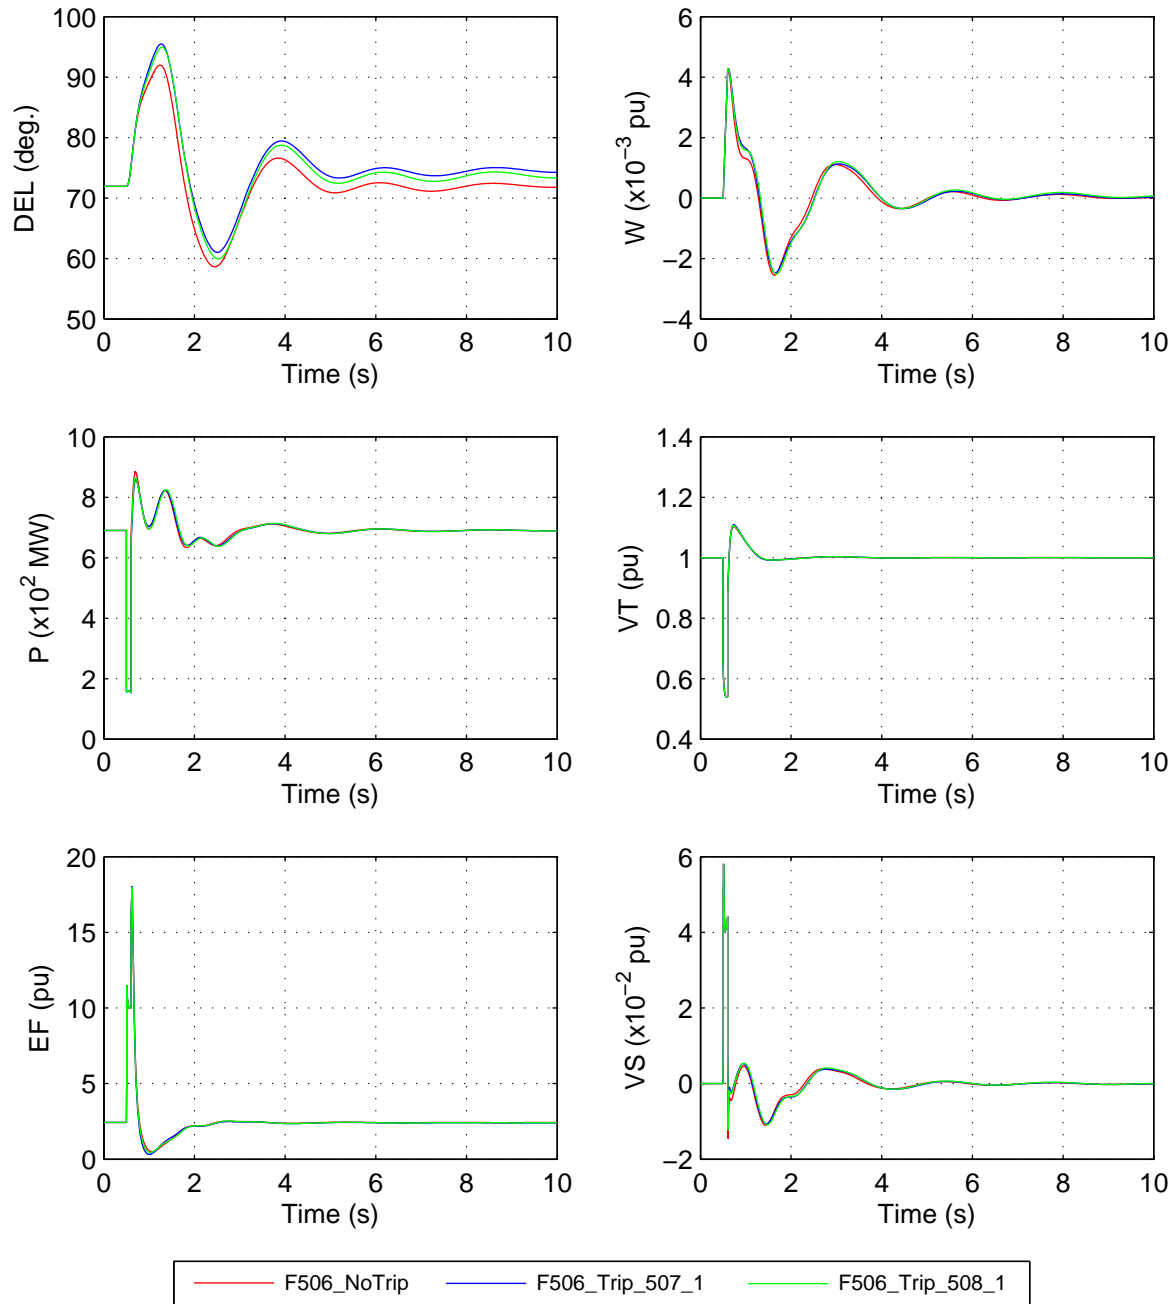 100
90
80
70
60
50
DEL (deg.)
0 2 4 6 8 10
Time (s)
4
2
0
−2
−4
W (x10−3 pu)
0 2 4 6 8 10
Time (s)
10
8
6
4
2
0
P (x102 MW)
0 2 4 6 8 10
Time (s)
1.4
1.2
1
0.8
0.6
0.4
VT (pu)
0 2 4 6 8 10
Time (s)
20
15
10
5
0
EF (pu)
0 2 4 6 8 10
Time (s)
6
4
2
0
−2
VS (x10−2 pu)
0 2 4 6 8 10
Time (s)
F506_NoTrip F506_Trip_507_1 F506_Trip_508_1